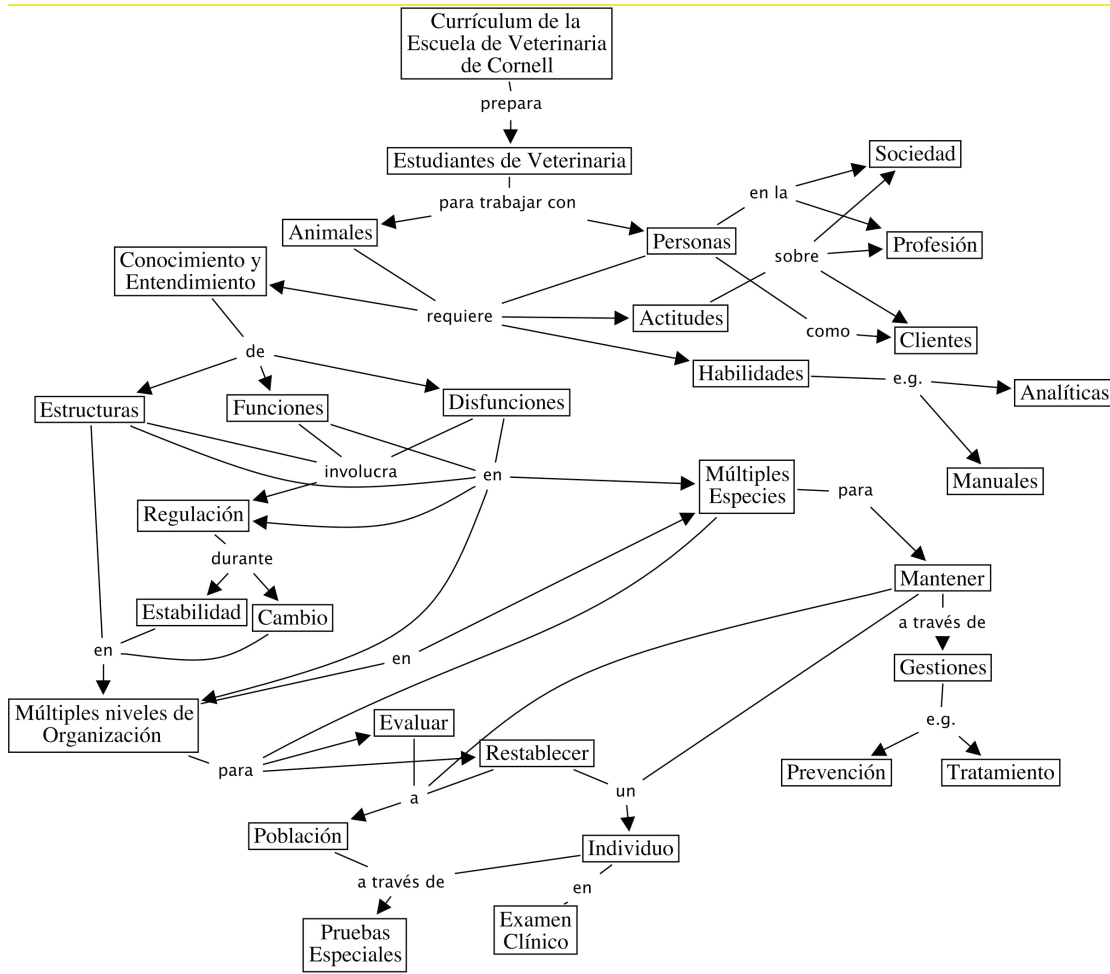 Currículum de la
Escuela de Veterinaria
de Cornell
prepara
Estudiantes de Veterinaria
para trabajar con
Sociedad
en la
Animales
Personas
Profesión
Conocimiento y
Entendimiento
sobre
requiere
Actitudes
como
Clientes
de
Habilidades
e.g.
Analíticas
Estructuras
Funciones
Disfunciones
involucra
en
Múltiples
Especies
para
Manuales
Regulación
durante
Mantener
Estabilidad
Cambio
a través de
en
en
Gestiones
Múltiples niveles de
Organización
Evaluar
e.g.
Restablecer
para
Prevención
Tratamiento
a
un
Población
Individuo
a través de
en
Examen
Clínico
Pruebas
Especiales